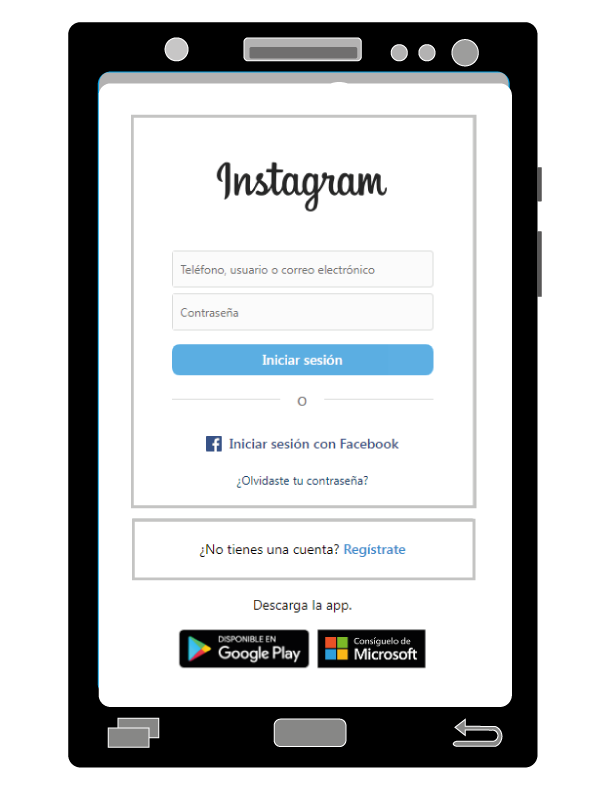 Instagram
Teléfono, usuario o correo electrónico
Contraseña
Iniciar sesión
O
Iniciar sesión con Facebook
¿Olvidaste tu contraseña?
¿No tienes una cuenta? Regístrate
Descarga la app.
DISPONIBLE EN
Google Play
Consíguelo de
Microsoft